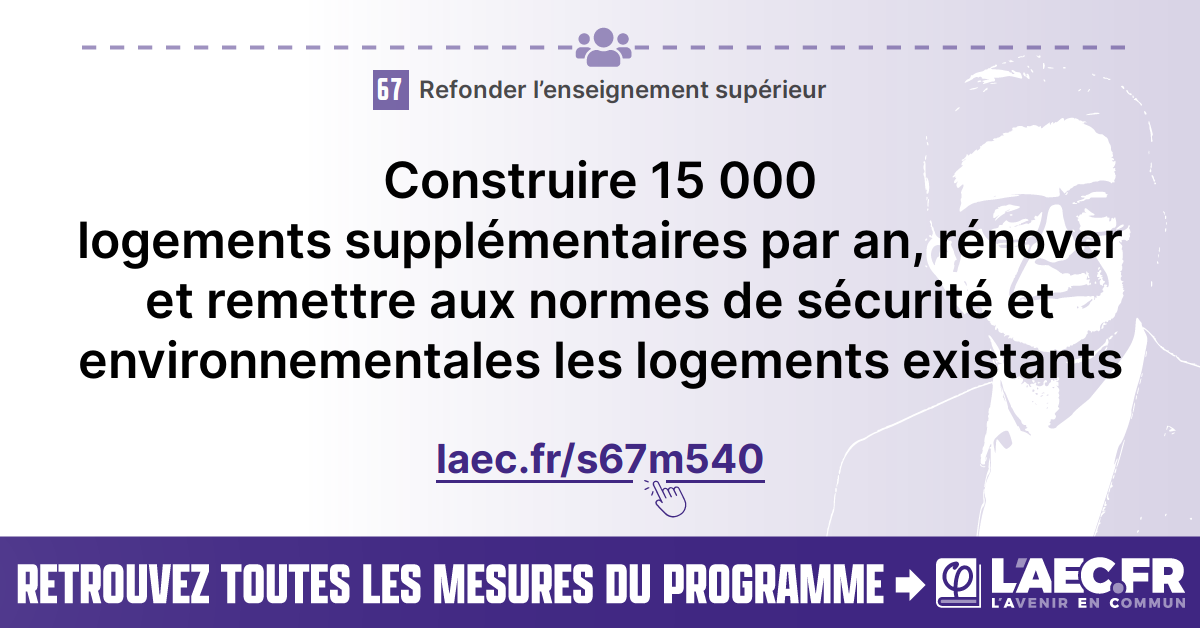 67 Refonder l’enseignement supérieur
Construire 15 000
logements supplémentaires par an, rénover
et remettre aux normes de sécurité et
environnementales les logements existants
laec.fr/s67m540
RETROUVEZ TOUTES LES MESURES DU PROGRAMME
φ L'AEC.FR
L'AVENIR EN COMMUN